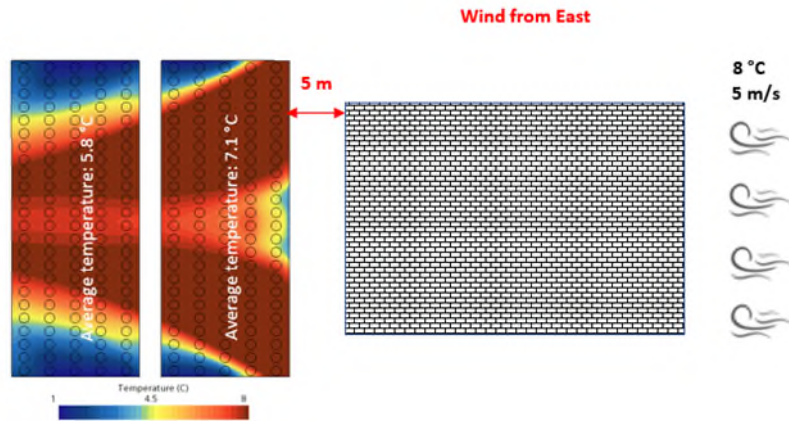 Wind from East
8 °C
5 m/s
5 m
Average temperature: 5.8 °C
Average temperature: 7.1 °C
Temperature (C)
1 4.5 8